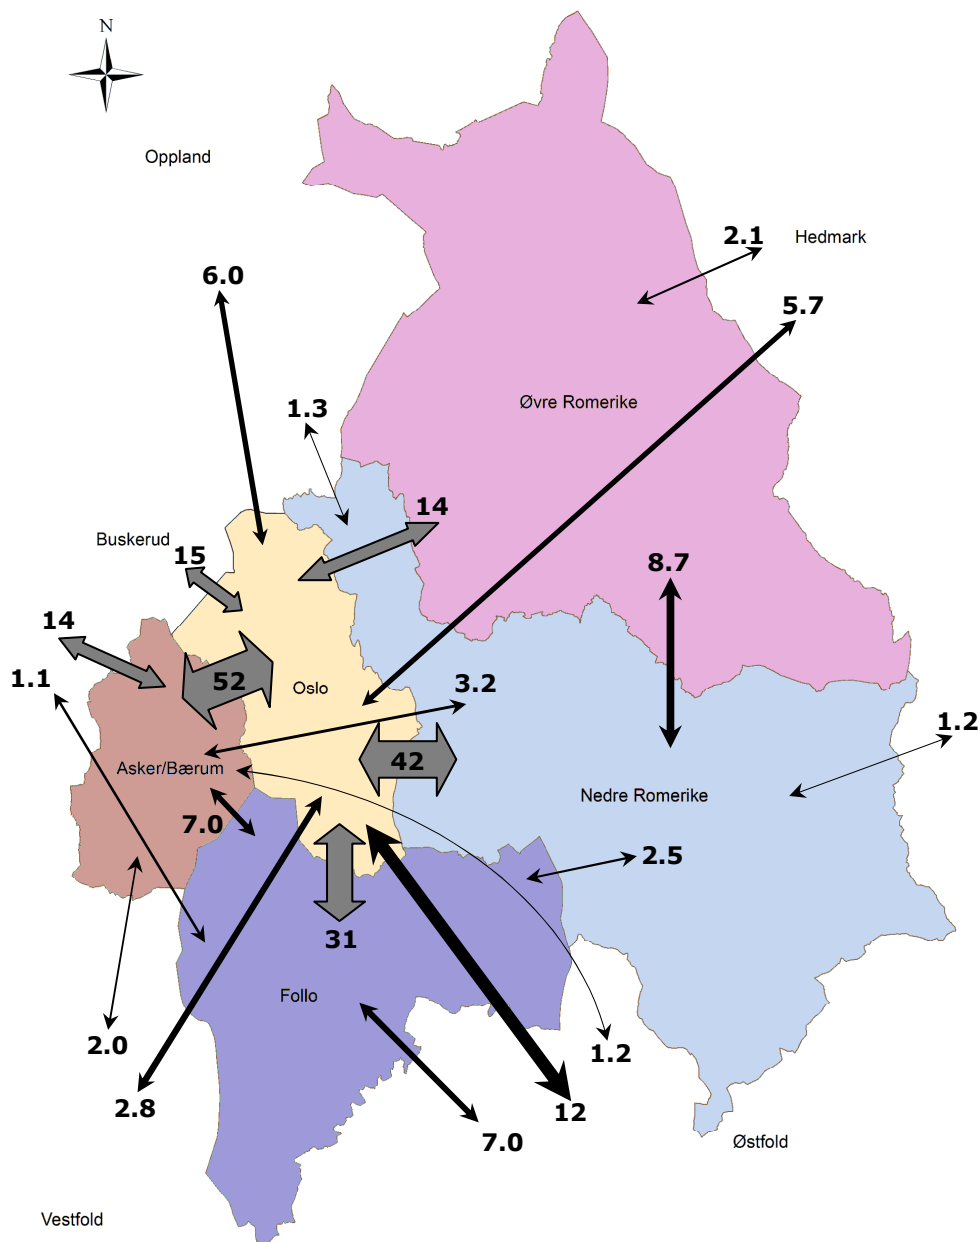 N
Oppland
2.1
Hedmark
6.0
5.7
Øvre Romerike
1.3
14
Buskerud
15
8.7
14
1.1
52
Oslo
3.2
1.2
42
Asker/Bærum
Nedre Romerike
7.0
2.5
31
Follo
2.0
1.2
2.8
12
7.0
Østfold
Vestfold